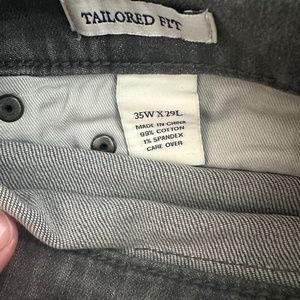 TAILORED FIT
35W X 29L
MADE IN CHINA
99% COTTON
1% SPANDEX
CARE OVER